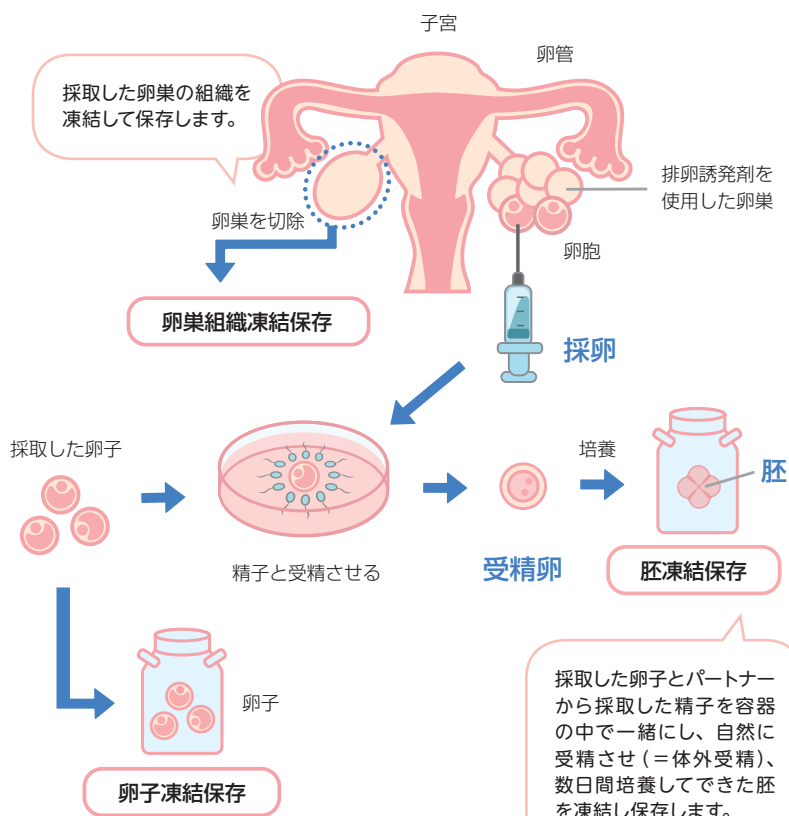 子宮
卵管
採取した卵巣の組織を
凍結して保存します。
排卵誘発剤を
使用した卵巣
卵巣を切除
卵胞
卵巣組織凍結保存
採卵
採取した卵子
培養
胚
精子と受精させる
受精卵
胚凍結保存
卵子
卵子凍結保存
採取した卵子とパートナー
から採取した精子を容器
の中で一緒にし、自然に
受精させ（＝体外受精）、
数日間培養してできた胚
を凍結し保存します。